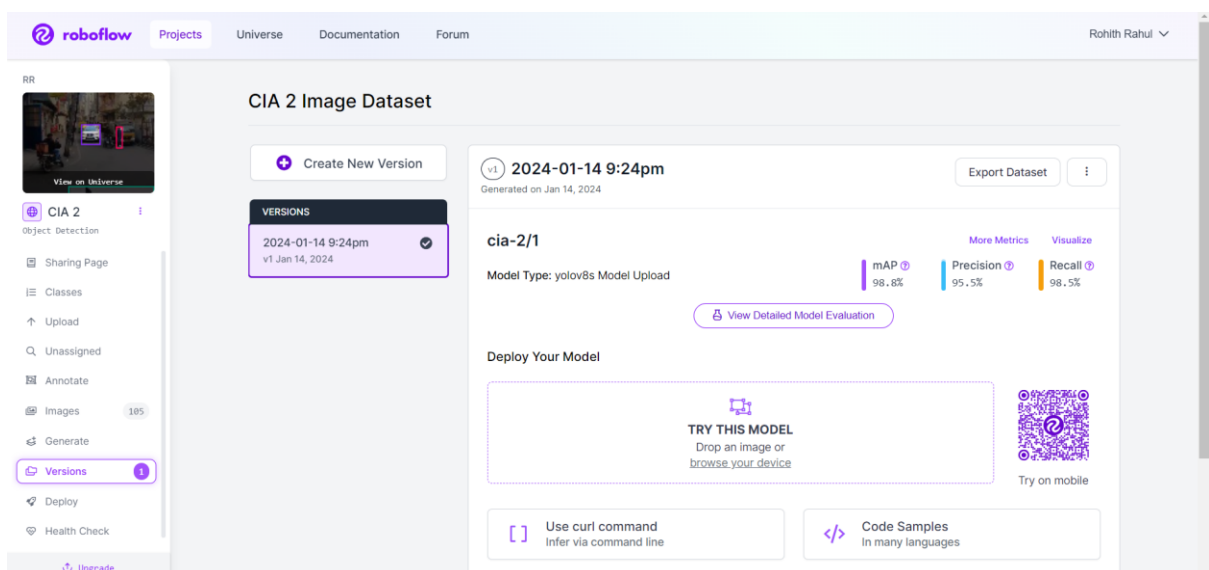 roboflow
Projects
Universe
Documentation
Forum
Rohith Rahul
RR
View on Universe
CIA 2
Object Detection
Sharing Page
Classes
Upload
Unassigned
Annotate
Images 105
Generate
Versions 1
Deploy
Health Check
Upgrade
CIA 2 Image Dataset
Create New Version
VERSIONS
2024-01-14 9:24pm
v1 Jan 14, 2024
v1 2024-01-14 9:24pm
Generated on Jan 14, 2024
Export Dataset
cia-2/1
More Metrics Visualize
Model Type: yolov8s Model Upload
mAP ? Precision ? Recall ?
98.8% 95.5% 98.5%
View Detailed Model Evaluation
Deploy Your Model
TRY THIS MODEL
Drop an image or
browse your device
Try on mobile
Use curl command
Infer via command line
Code Samples
In many languages